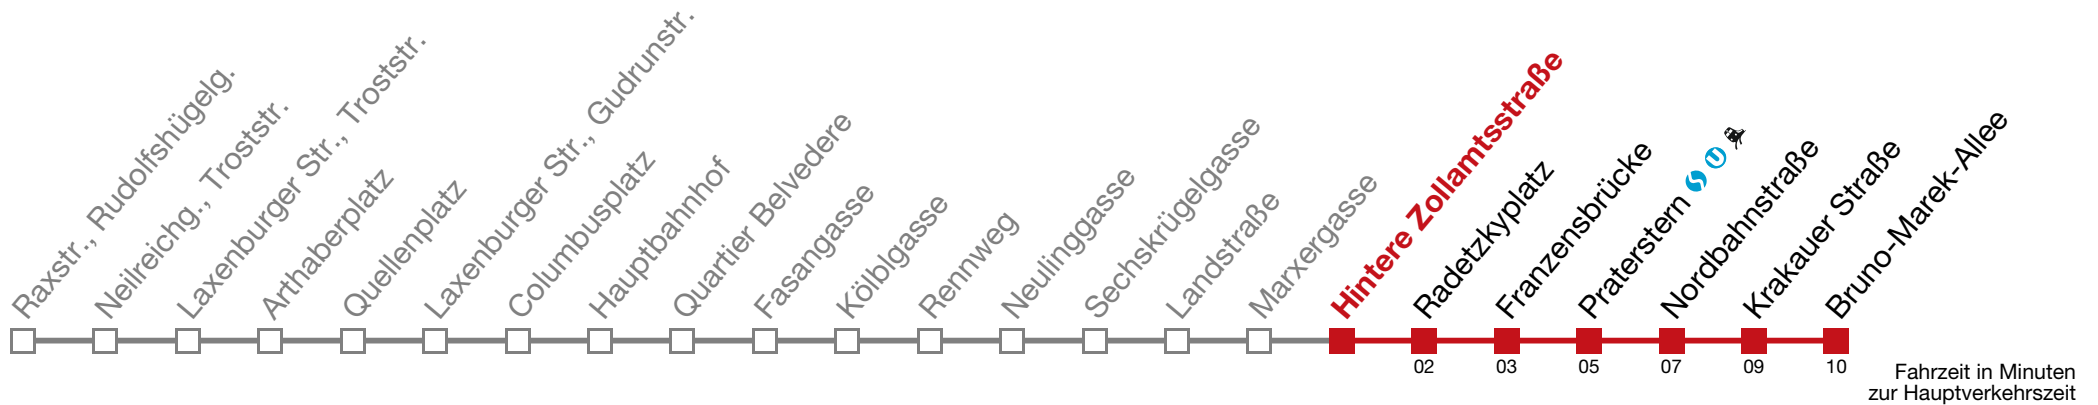 Raxstr., Rudolfshügelg.
Neilreichg., Troststr.
Laxenburger Str., Troststr.
Arthaberplatz
Quellenplatz
Laxenburger Str., Gudrunstr.
Columbusplatz
Hauptbahnhof
Quartier Belvedere
Fasangasse
Kölblgasse
Rennweg
Neulinggasse
Sechskrügelgasse
Landstraße
Marxergasse
Hintere Zollamtsstraße
Radetzkyplatz
Franzensbrücke
Praterstern S U
Nordbahnstraße
Krakauer Straße
Bruno-Marek-Allee
02 03 05 07 09 10
Fahrzeit in Minuten
zur Hauptverkehrszeit